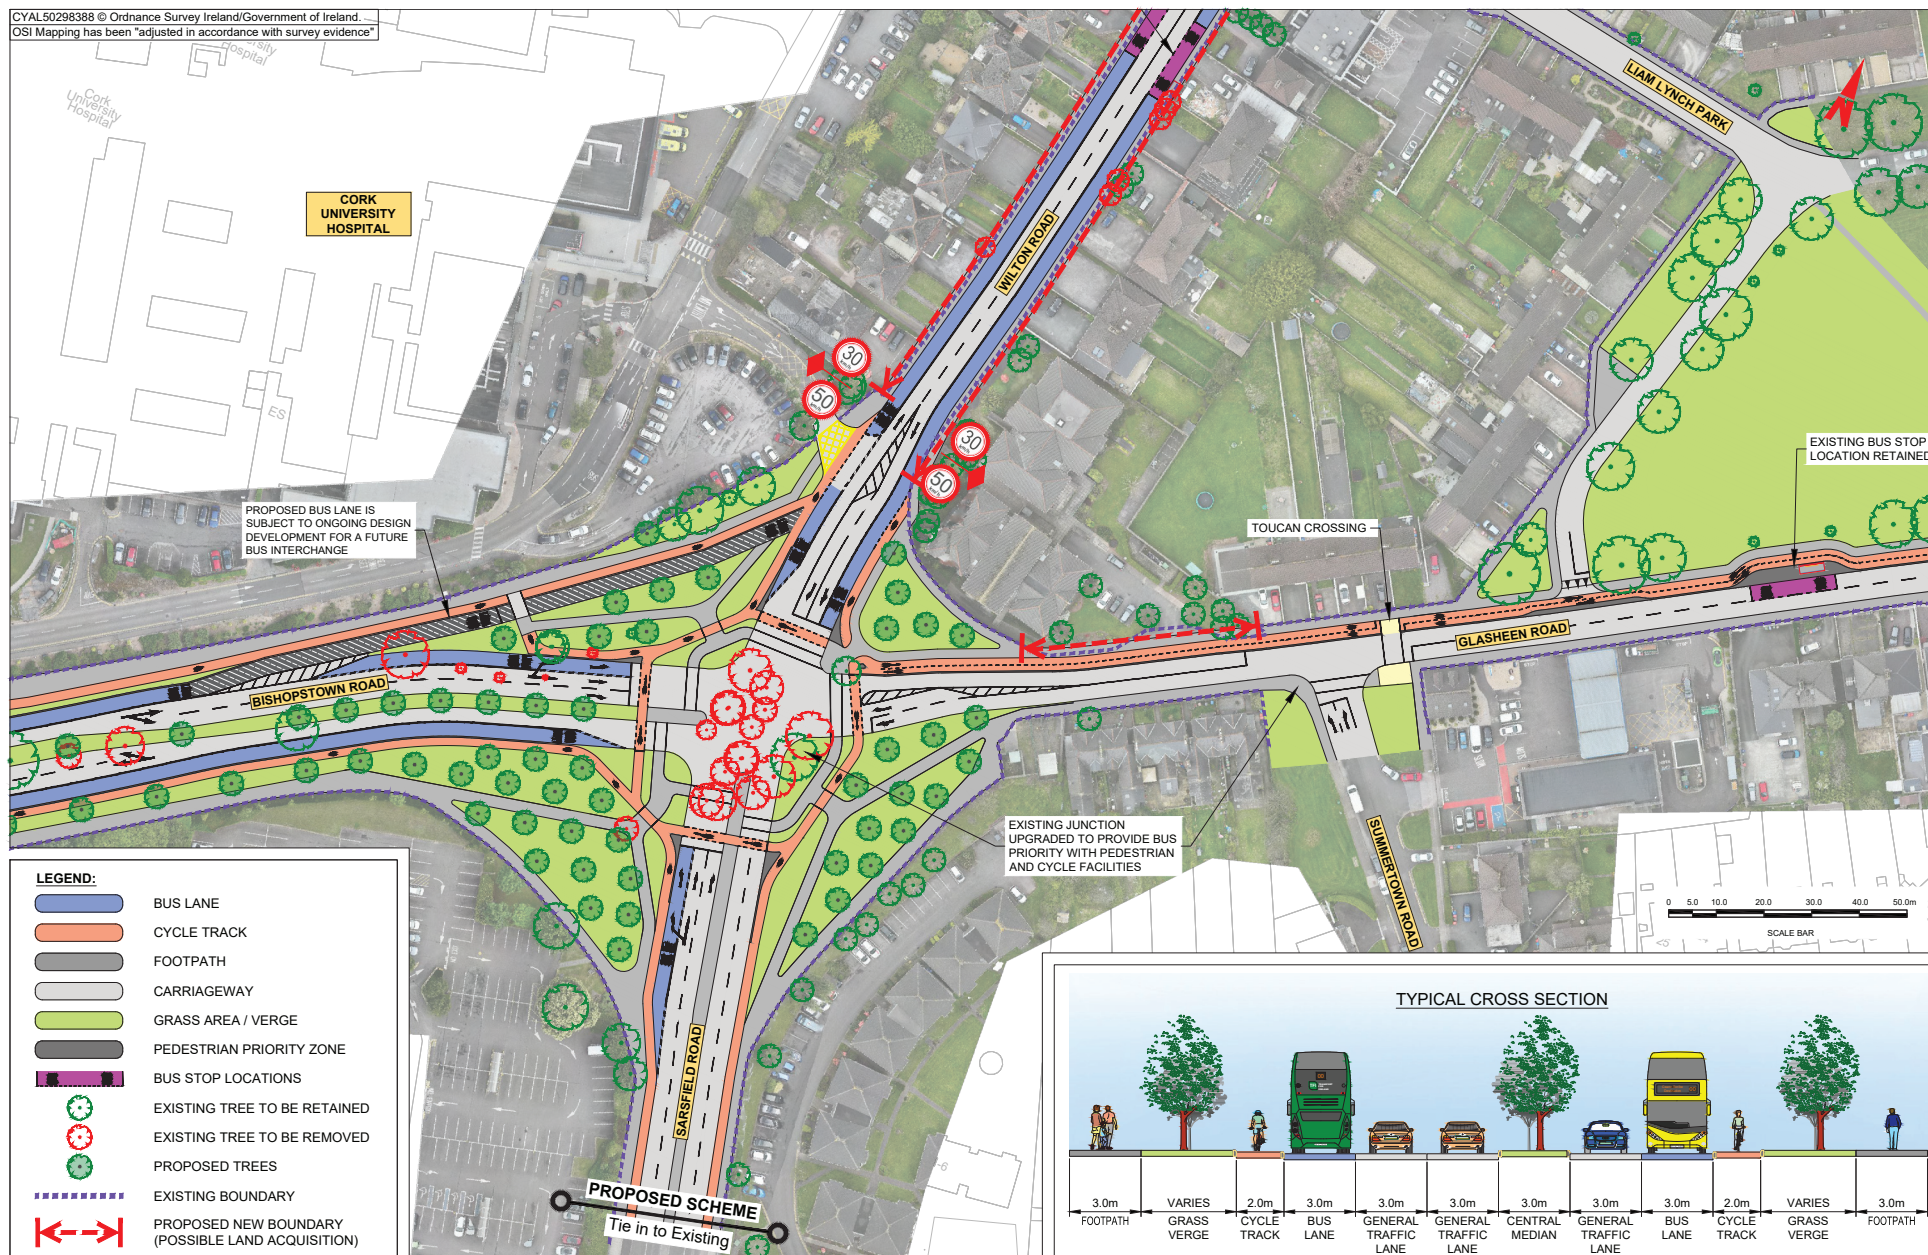 CYAL50298388 © Ordnance Survey Ireland/Government of Ireland.
OSI Mapping has been "adjusted in accordance with survey evidence"
Cork
University
Hospital
CORK
UNIVERSITY
HOSPITAL
ES
WILTON ROAD
LIAM LYNCH PARK
N
30
km/h
50
km/h
30
km/h
50
km/h
EXISTING BUS STOP
LOCATION RETAINED
PROPOSED BUS LANE IS
SUBJECT TO ONGOING DESIGN
DEVELOPMENT FOR A FUTURE
BUS INTERCHANGE
TOUCAN CROSSING
GLASHEEN ROAD
BISHOPSTOWN ROAD
EXISTING JUNCTION
UPGRADED TO PROVIDE BUS
PRIORITY WITH PEDESTRIAN
AND CYCLE FACILITIES
SUMMERTOWN ROAD
SARSFIELD ROAD
0 5.0 10.0 20.0 30.0 40.0 50.0m
SCALE BAR
LEGEND:
BUS LANE
CYCLE TRACK
FOOTPATH
CARRIAGEWAY
GRASS AREA / VERGE
PEDESTRIAN PRIORITY ZONE
BUS STOP LOCATIONS
EXISTING TREE TO BE RETAINED
EXISTING TREE TO BE REMOVED
PROPOSED TREES
EXISTING BOUNDARY
PROPOSED NEW BOUNDARY
(POSSIBLE LAND ACQUISITION)
PROPOSED SCHEME
Tie in to Existing
TYPICAL CROSS SECTION
3.0m VARIES 2.0m 3.0m 3.0m 3.0m 3.0m 3.0m 3.0m 2.0m VARIES 3.0m
FOOTPATH GRASS CYCLE BUS GENERAL GENERAL CENTRAL GENERAL BUS CYCLE GRASS FOOTPATH
VERGE TRACK LANE TRAFFIC TRAFFIC MEDIAN TRAFFIC LANE TRACK VERGE
LANE LANE LANE